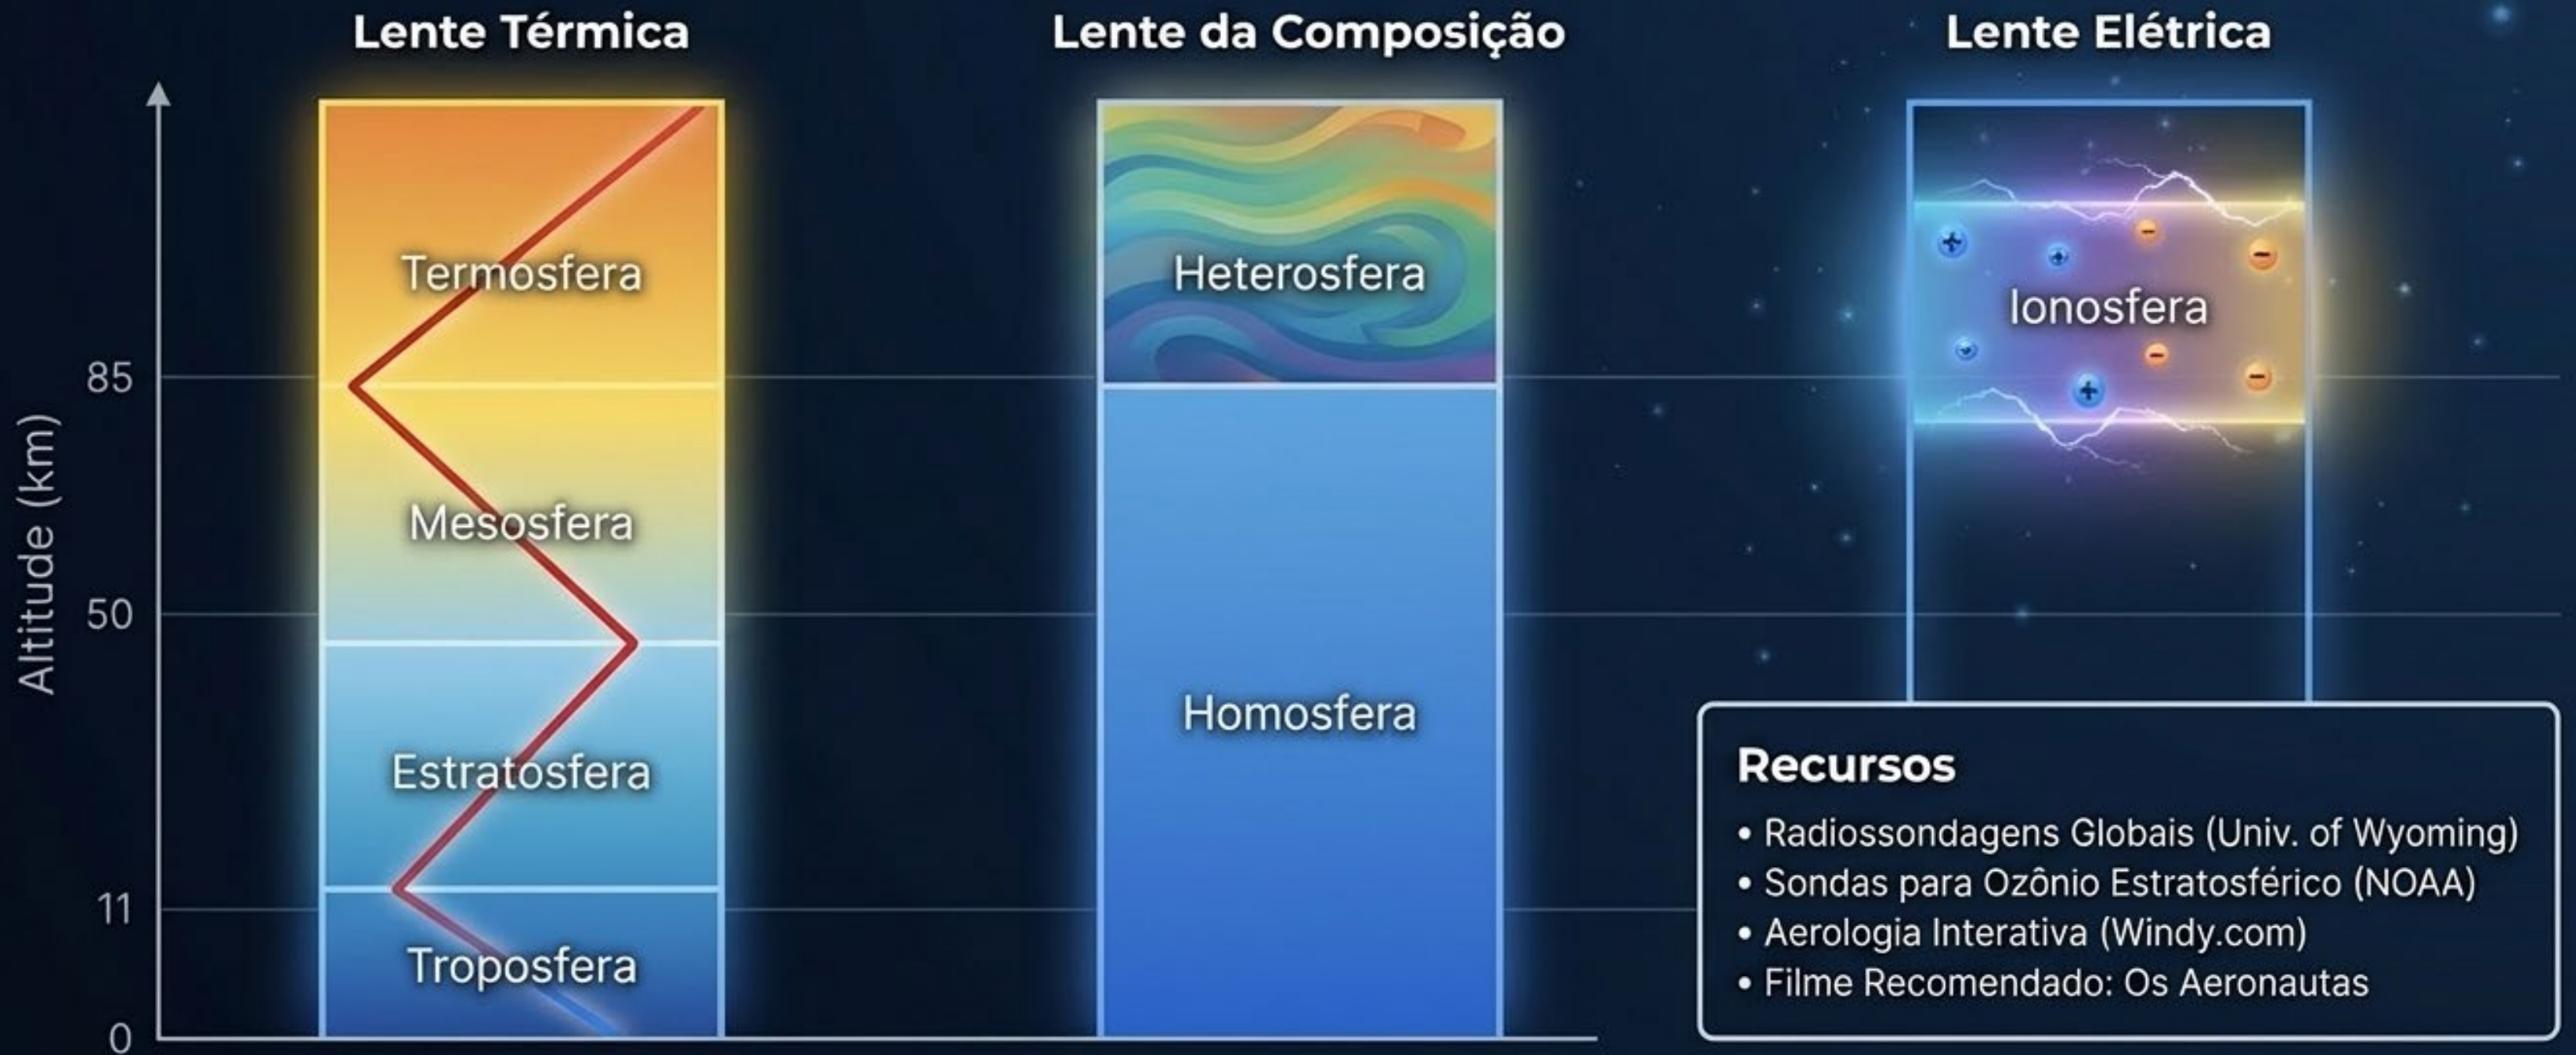 Lente Térmica
Lente da Composição
Lente Elétrica
Altitude (km)
85
50
11
0
Termosfera
Mesosfera
Estratosfera
Troposfera
Heterosfera
Homosfera
+
+
-
-
Ionosfera
+
-
+
-
Recursos
• Radiossondagens Globais (Univ. of Wyoming)
• Sondas para Ozônio Estratosférico (NOAA)
• Aerologia Interativa (Windy.com)
• Filme Recomendado: Os Aeronautas